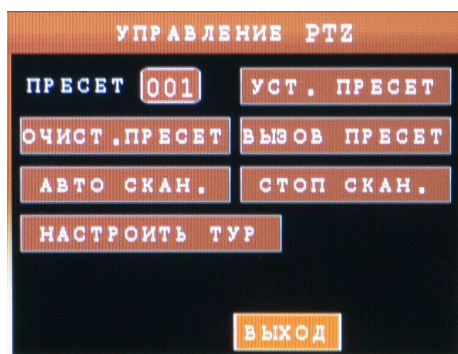 УПРАВЛЕНИЕ PTZ
ПРЕСЕТ 001 УСТ. ПРЕСЕТ
ОЧИСТ.ПРЕСЕТ ВЫЗОВ ПРЕСЕТ
АВТО СКАН. СТОП СКАН.
НАСТРОИТЬ ТУР
ВЫХОД